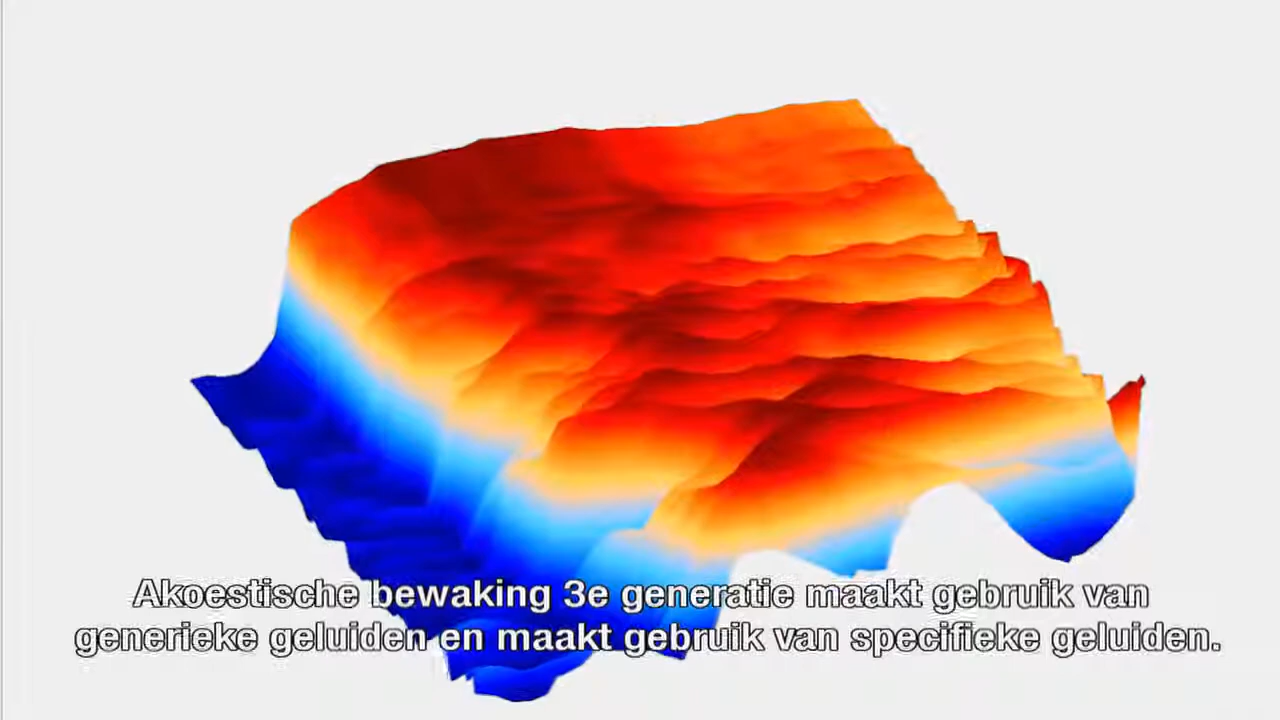 Akoestische bewaking 3e generatie maakt gebruik van
generieke geluiden en maakt gebruik van specifieke geluiden.